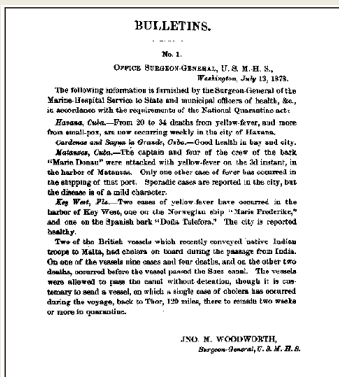 BULLETINS.
No. 1.
OFFICE SURGEON-GENERAL, U. S. M.-H. S.,
Washington, July 13, 1878.
The following information is furnished by the Surgeon-General of the
Marine-Hospital Service to State and municipal officers of health, &c.,
in accordance with the requirements of the National Quarantine act:
Havana, Cuba.—From 20 to 34 deaths from yellow-fever, and more
from small-pox, are now occurring weekly in the city of Havana.
Cardenas and Sagua la Grande, Cuba.—Good health in bay and city.
Matanzas, Cuba.—The captain and four of the crew of the bark
"Marie Donau" were attacked with yellow-fever on the 3d instant, in
the harbor of Matanzas. Only one other case of fever has occurred in
the shipping of that port. Sporadic cases are reported in the city, but
the disease is of a mild character.
Key West, Fla.—Two cases of yellow-fever have occurred in the
harbor of Key West, one on the Norwegian ship "Marie Frederike,"
and one on the Spanish bark "Doña Telefora." The city is reported
healthy.
Two of the British vessels which recently conveyed native Indian
troops to Malta, had cholera on board during the passage from India.
On one of the vessels nine cases and four deaths, and on the other two
deaths, occurred before the vessel passed the Suez canal. The vessels
were allowed to pass the canal without detention, though it is cus-
tomary to send a vessel, on which a single case of cholera has occurred
during the voyage, back to Thor, 120 miles, there to remain two weeks
or more in quarantine.
JNO. M. WOODWORTH,
Surgeon-General, U. S. M. H. S.